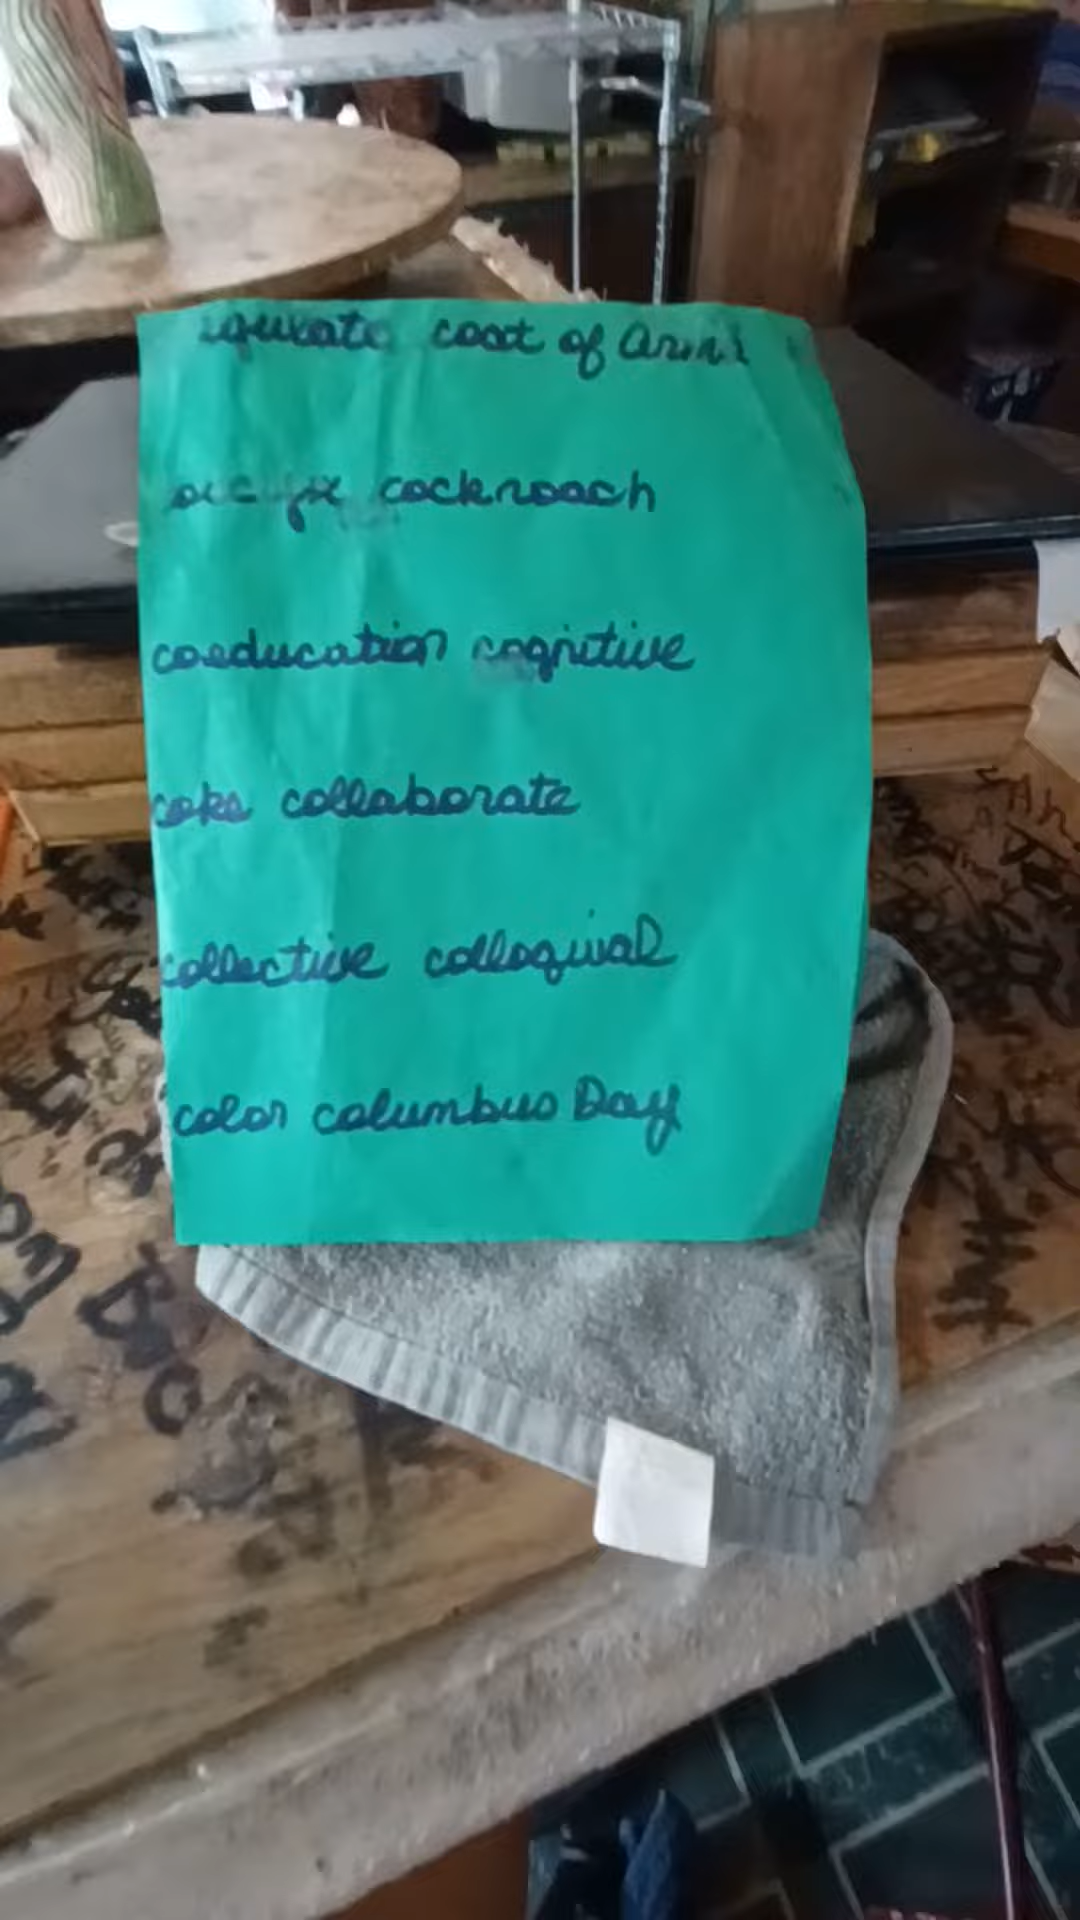 coat of Arms
cockroach
coeducation cognitive
coke collaborate
collective colloquial
color columbus Day